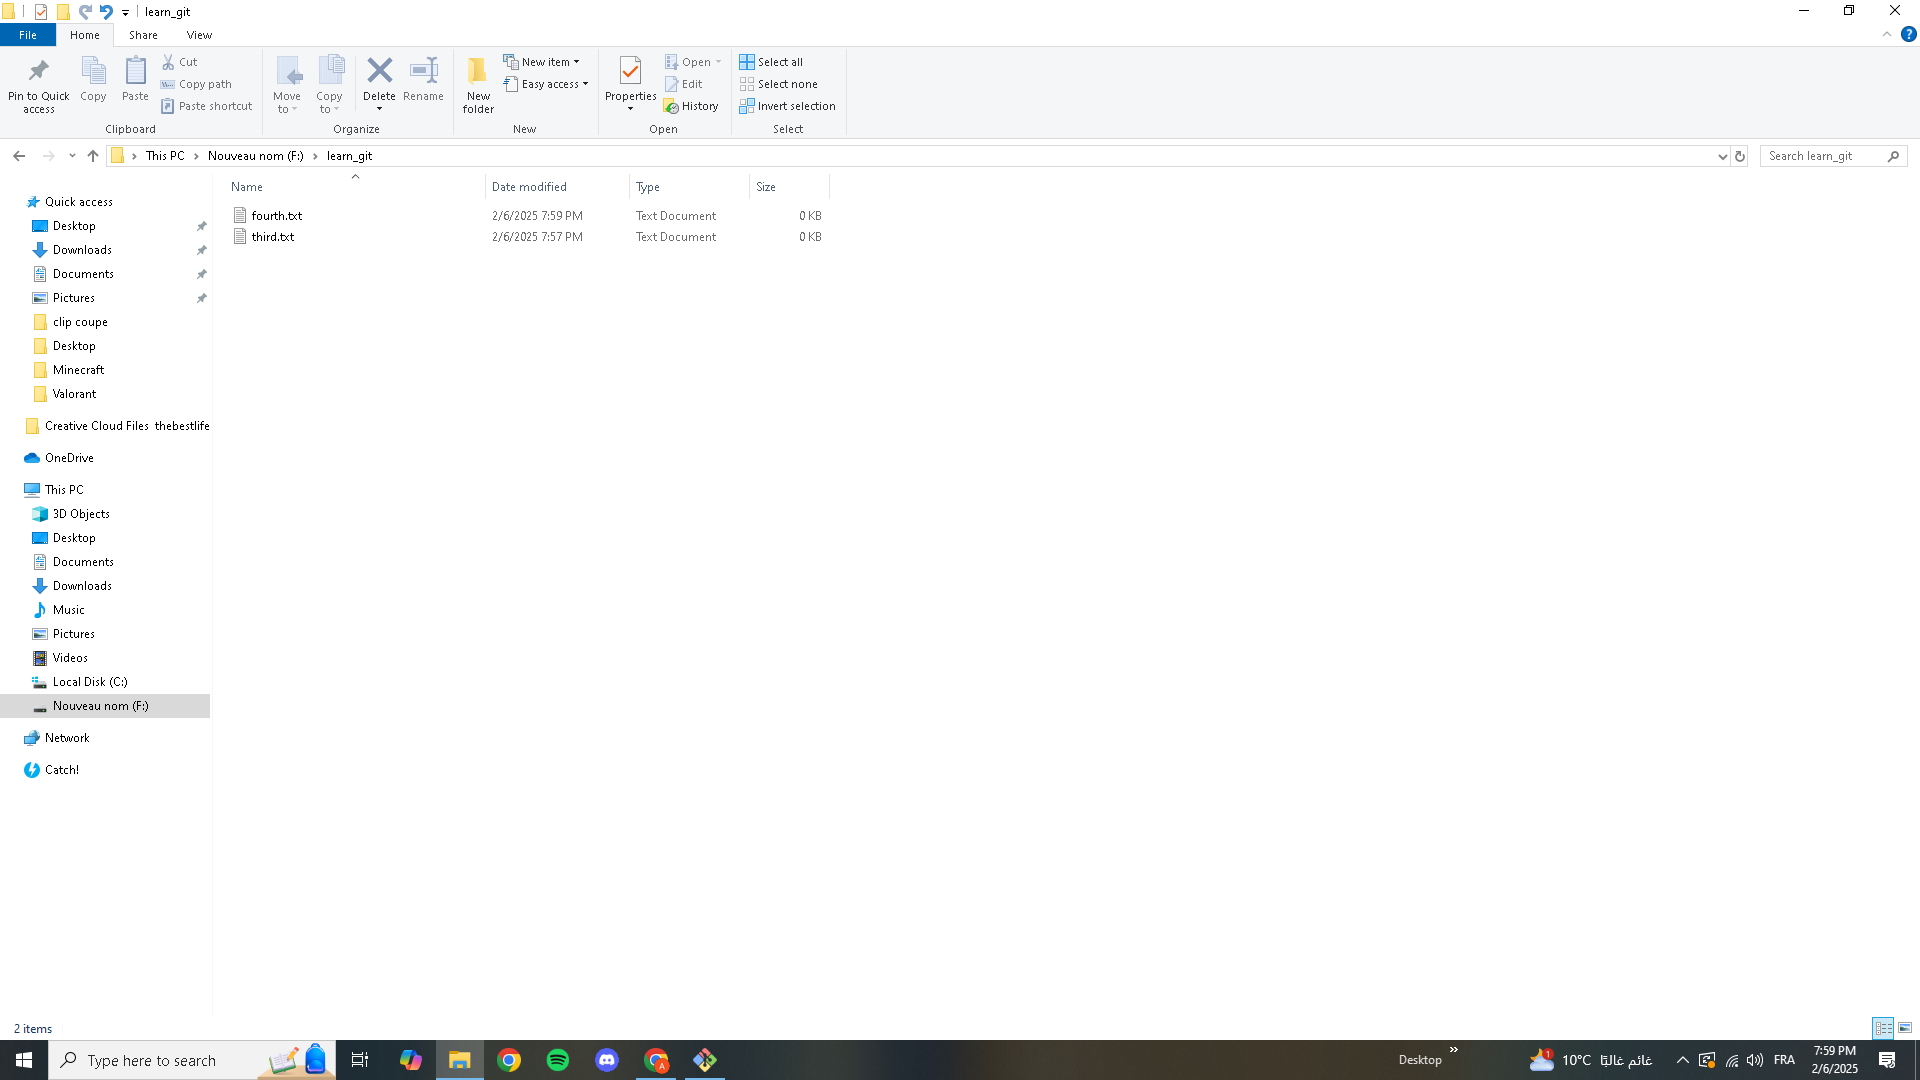 learn_git
File Home Share View
Pin to Quick access
Copy
Paste
Cut
Copy path
Paste shortcut
Clipboard
Move to
Copy to
Delete
Rename
Organize
New folder
New item
Easy access
New
Properties
Open
Edit
History
Open
Select all
Select none
Invert selection
Select
This PC › Nouveau nom (F:) › learn_git
Search learn_git
Name Date modified Type Size
fourth.txt 2/6/2025 7:59 PM Text Document 0 KB
third.txt 2/6/2025 7:57 PM Text Document 0 KB
Quick access
Desktop
Downloads
Documents
Pictures
clip coupe
Desktop
Minecraft
Valorant
Creative Cloud Files thebestlife
OneDrive
This PC
3D Objects
Desktop
Documents
Downloads
Music
Pictures
Videos
Local Disk (C:)
Nouveau nom (F:)
Network
Catch!
2 items
Type here to search
Desktop
1
10°C غائم غالبًا
FRA
7:59 PM
2/6/2025